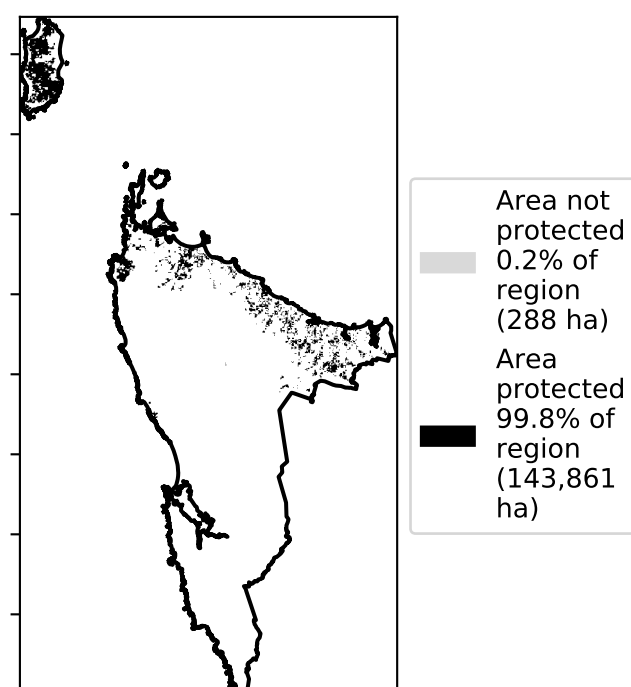 Area not
protected
0.2% of
region
(288 ha)
Area
protected
99.8% of
region
(143,861
ha)